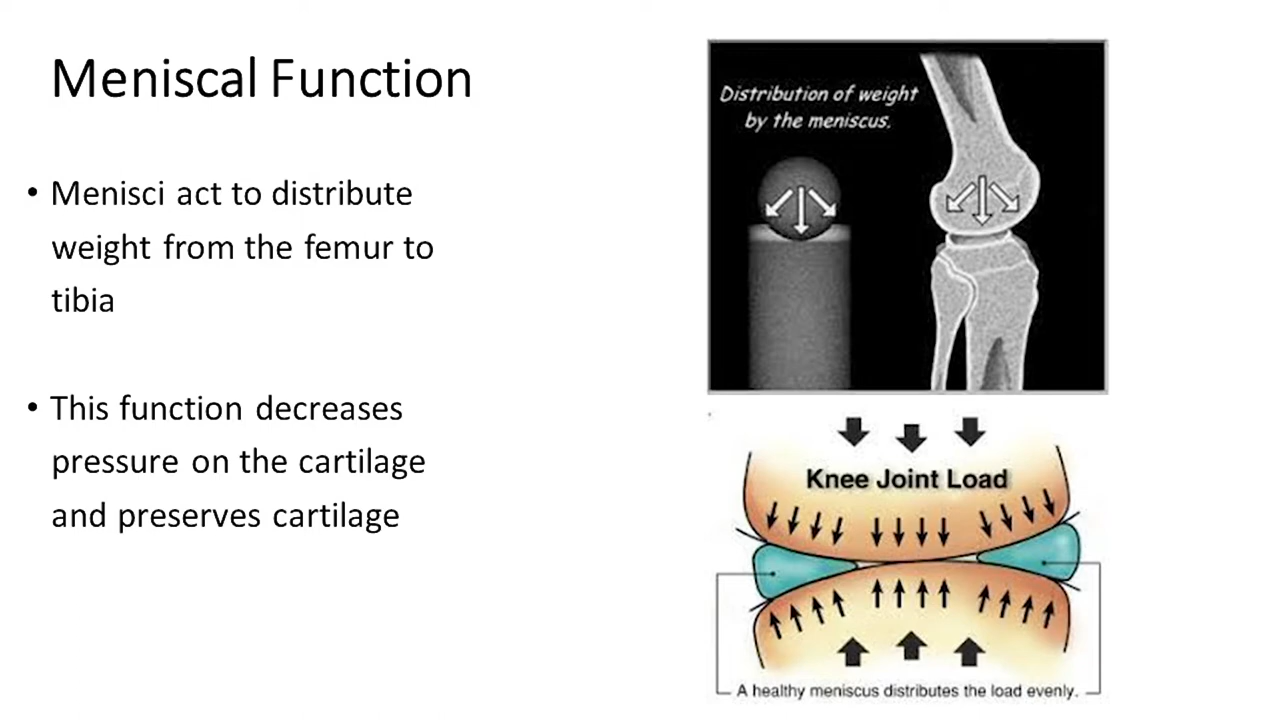 Meniscal Function
• Menisci act to distribute
weight from the femur to
tibia
• This function decreases
pressure on the cartilage
and preserves cartilage
Distribution of weight
by the meniscus.
Knee Joint Load
A healthy meniscus distributes the load evenly.